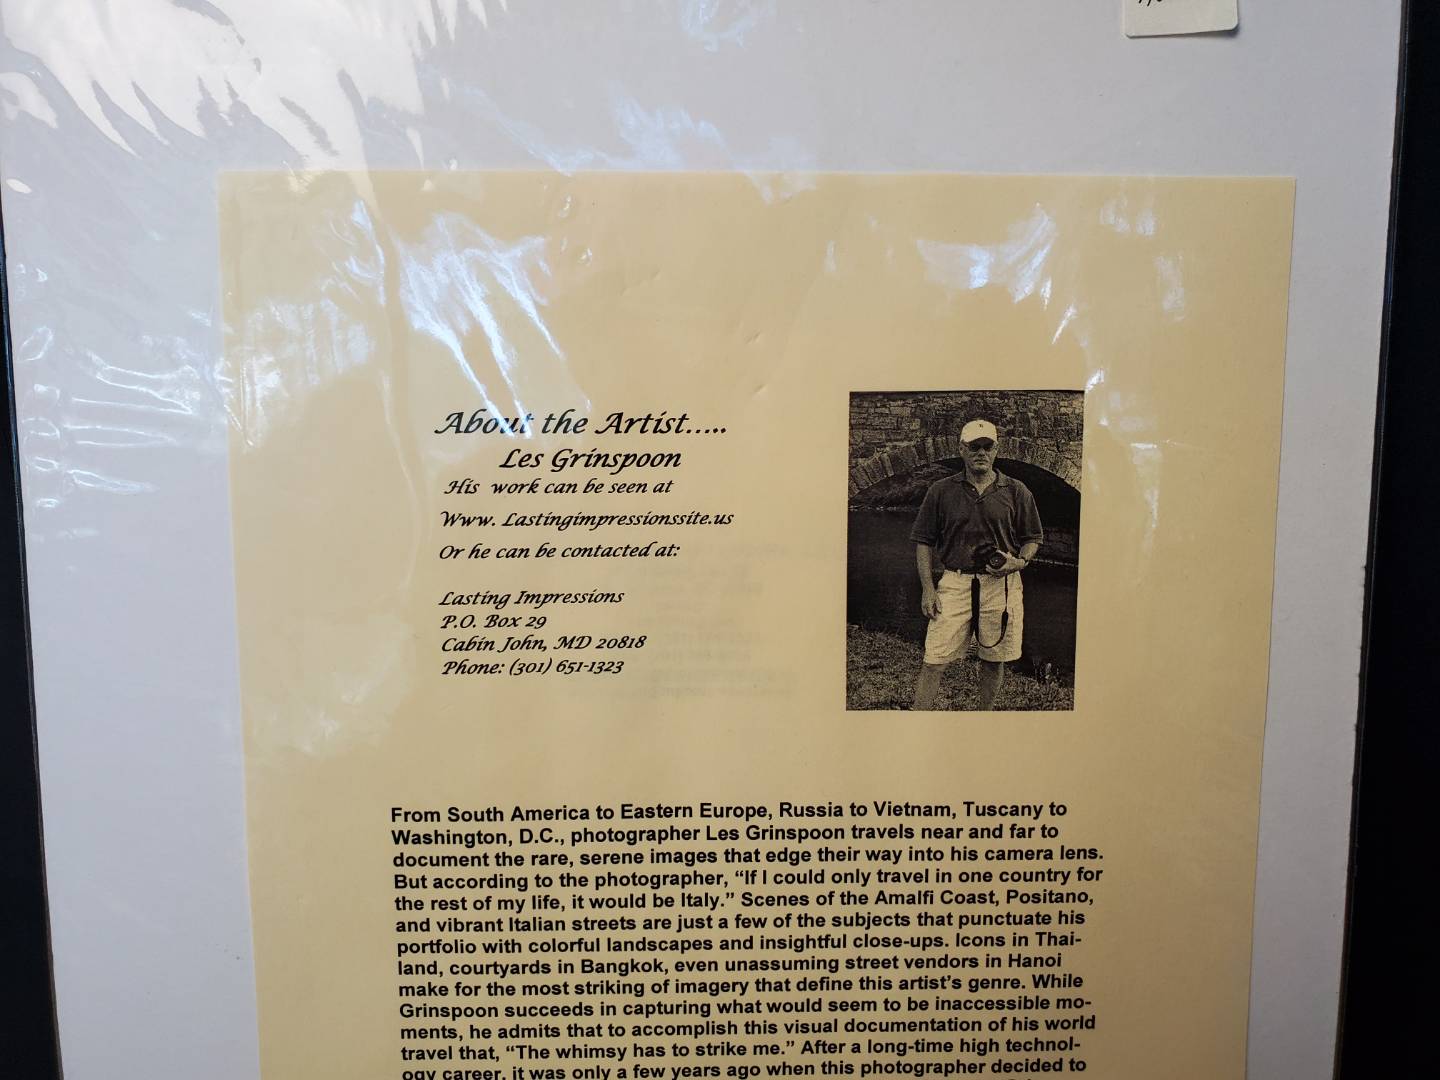 About the Artist.....
Les Grinspoon
His work can be seen at
Www. Lastingimpressionssite.us
Or he can be contacted at:
Lasting Impressions
P.O. Box 29
Cabin John, MD 20818
Phone: (301) 651-1323
From South America to Eastern Europe, Russia to Vietnam, Tuscany to
Washington, D.C., photographer Les Grinspoon travels near and far to
document the rare, serene images that edge their way into his camera lens.
But according to the photographer, “If I could only travel in one country for
the rest of my life, it would be Italy.” Scenes of the Amalfi Coast, Positano,
and vibrant Italian streets are just a few of the subjects that punctuate his
portfolio with colorful landscapes and insightful close-ups. Icons in Thai-
land, courtyards in Bangkok, even unassuming street vendors in Hanoi
make for the most striking of imagery that define this artist’s genre. While
Grinspoon succeeds in capturing what would seem to be inaccessible mo-
ments, he admits that to accomplish this visual documentation of his world
travel that, “The whimsy has to strike me.” After a long-time high technol-
ogy career, it was only a few years ago when this photographer decided to